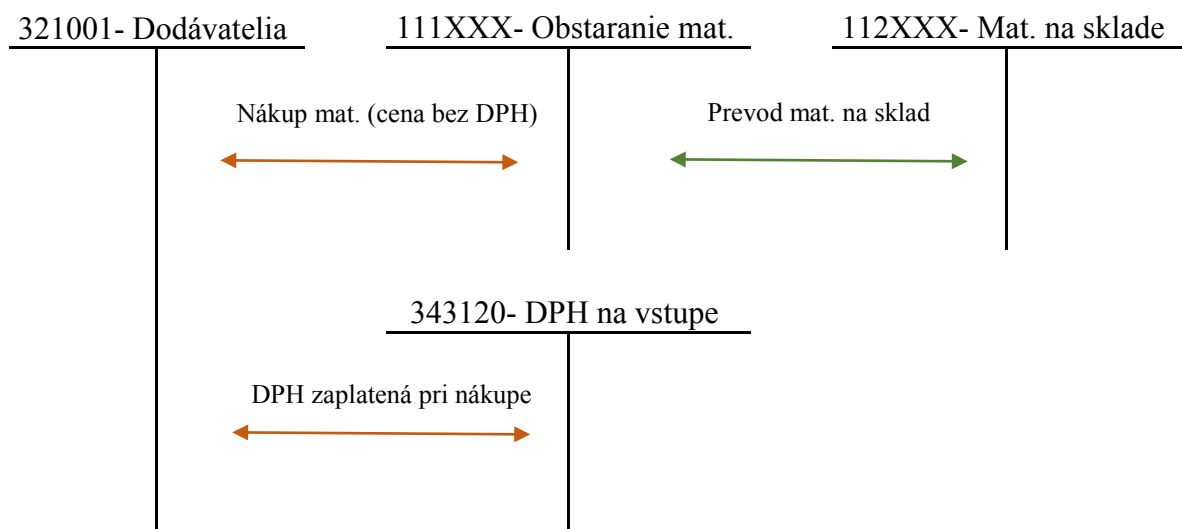 321001- Dodávatelia
111XXX- Obstaranie mat.
112XXX- Mat. na sklade
Nákup mat. (cena bez DPH)
Prevod mat. na sklad
343120- DPH na vstupe
DPH zaplatená pri nákupe